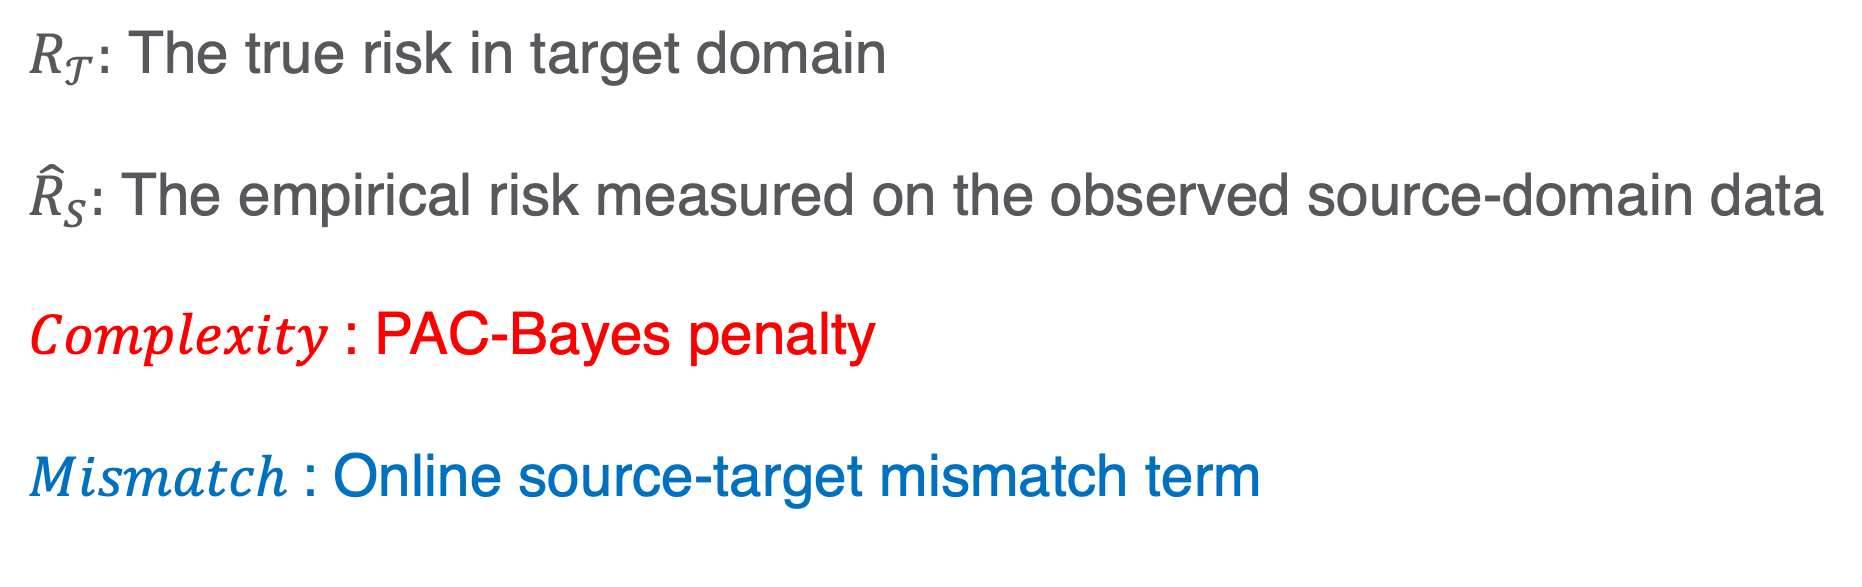 R_𝒯: The true risk in target domain
R̂_S: The empirical risk measured on the observed source-domain data
Complexity : PAC-Bayes penalty
Mismatch : Online source-target mismatch term